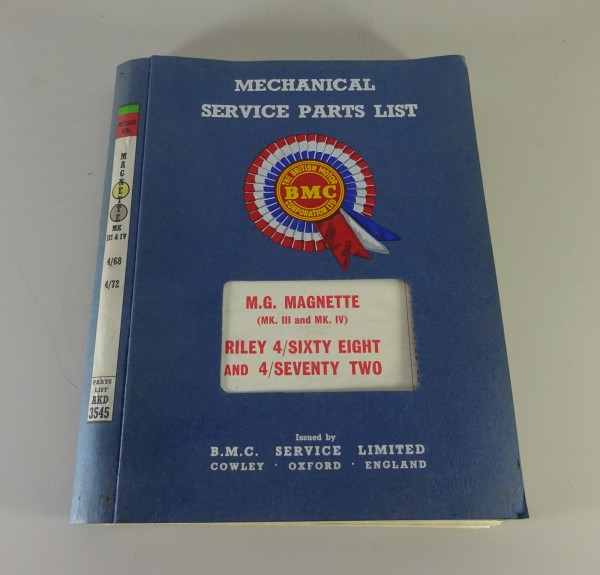 MECHANICAL
SERVICE PARTS LIST
THE BRITISH MOTOR
BMC
CORPORATION LTD
M.G. MAGNETTE
(MK. III and MK. IV)
RILEY 4/SIXTY EIGHT
AND 4/SEVENTY TWO
Issued by
B.M.C. SERVICE LIMITED
COWLEY · OXFORD · ENGLAND
MAGNETTE
MK
III & IV
4/68
4/72
PARTS
LIST
AKD
3545